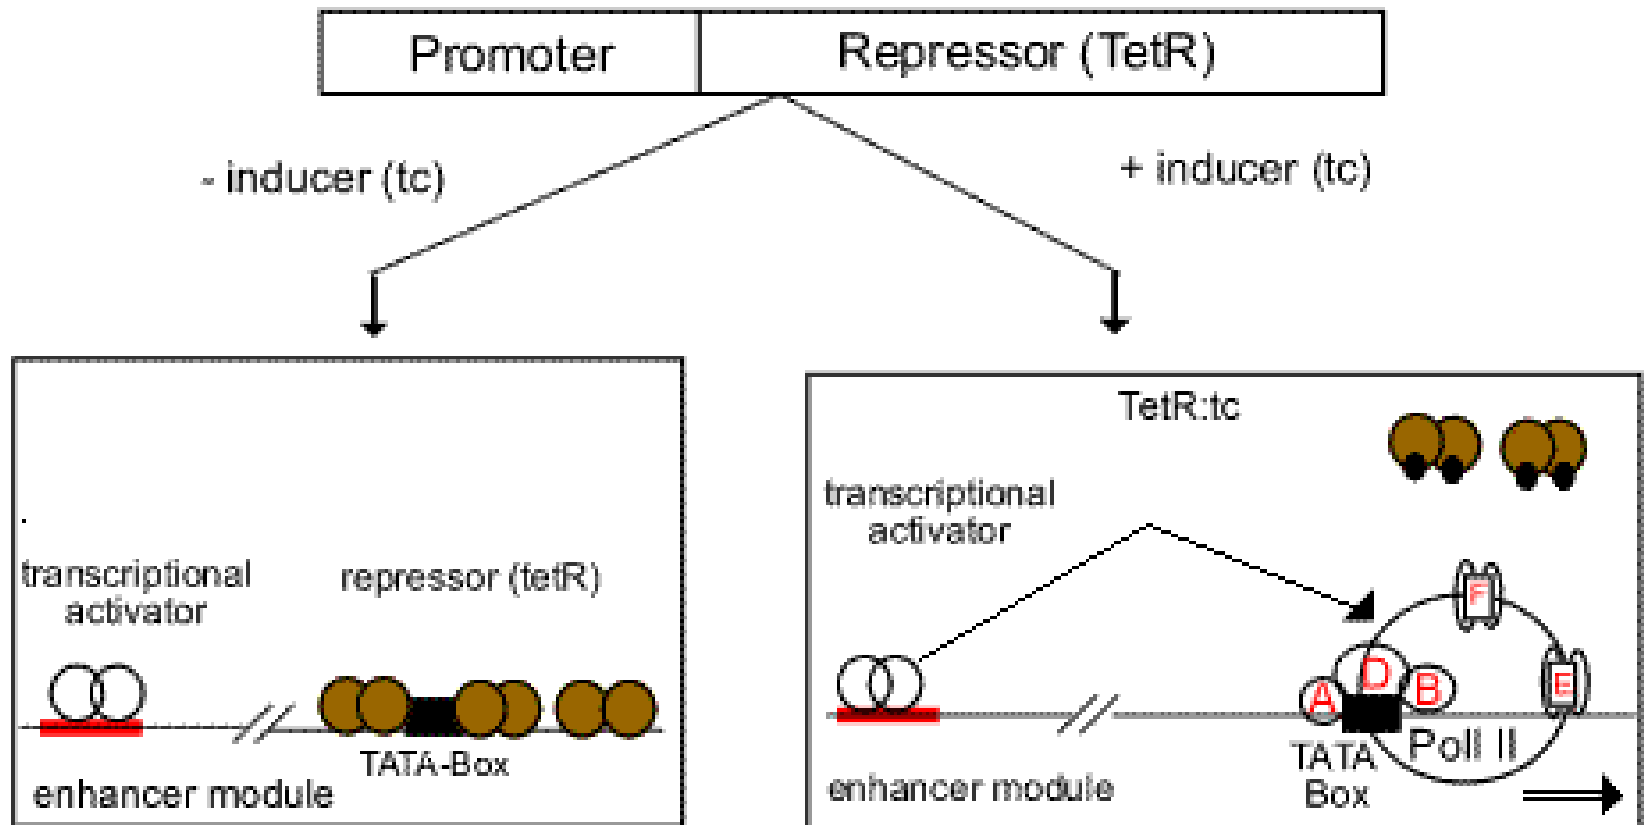 Promoter
Repressor (TetR)
- inducer (tc)
+ inducer (tc)
transcriptional
activator
repressor (tetR)
TATA-Box
enhancer module
TetR:tc
transcriptional
activator
F
D
A
B
E
TATA
Box
Poll II
enhancer module